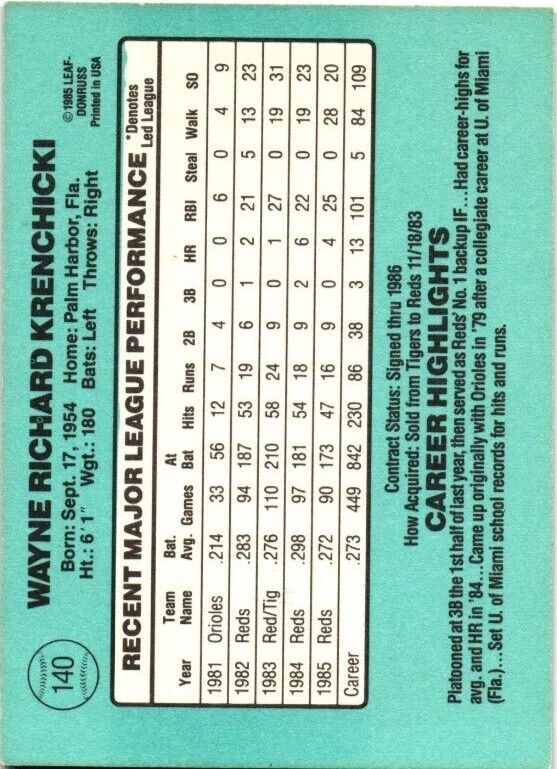 140
WAYNE RICHARD KRENCHICKI
Born: Sept. 17, 1954 Home: Palm Harbor, Fla.
Ht.: 6' 1" Wgt.: 180 Bats: Left Throws: Right
© 1985 LEAF-
DONRUSS
Printed in USA
RECENT MAJOR LEAGUE PERFORMANCE
*Denotes
Led League
Year Team Name Bat. Avg. Games At Bat Hits Runs 2B 3B HR RBI Steal Walk SO
1981 Orioles .214 33 56 12 7 4 0 0 6 0 4 9
1982 Reds .283 94 187 53 19 6 1 2 21 5 13 23
1983 Red/Tig .276 110 210 58 24 9 0 1 27 0 19 31
1984 Reds .298 97 181 54 18 9 2 6 22 0 19 23
1985 Reds .272 90 173 47 16 9 0 4 25 0 28 20
Career .273 449 842 230 86 38 3 13 101 5 84 109
Contract Status: Signed thru 1986
How Acquired: Sold from Tigers to Reds 11/18/83
CAREER HIGHLIGHTS
Platooned at 3B the 1st half of last year, then served as Reds' No. 1 backup IF...Had career-highs for
avg. and HR in '84...Came up originally with Orioles in '79 after a collegiate career at U. of Miami
(Fla.)...Set U. of Miami school records for hits and runs.